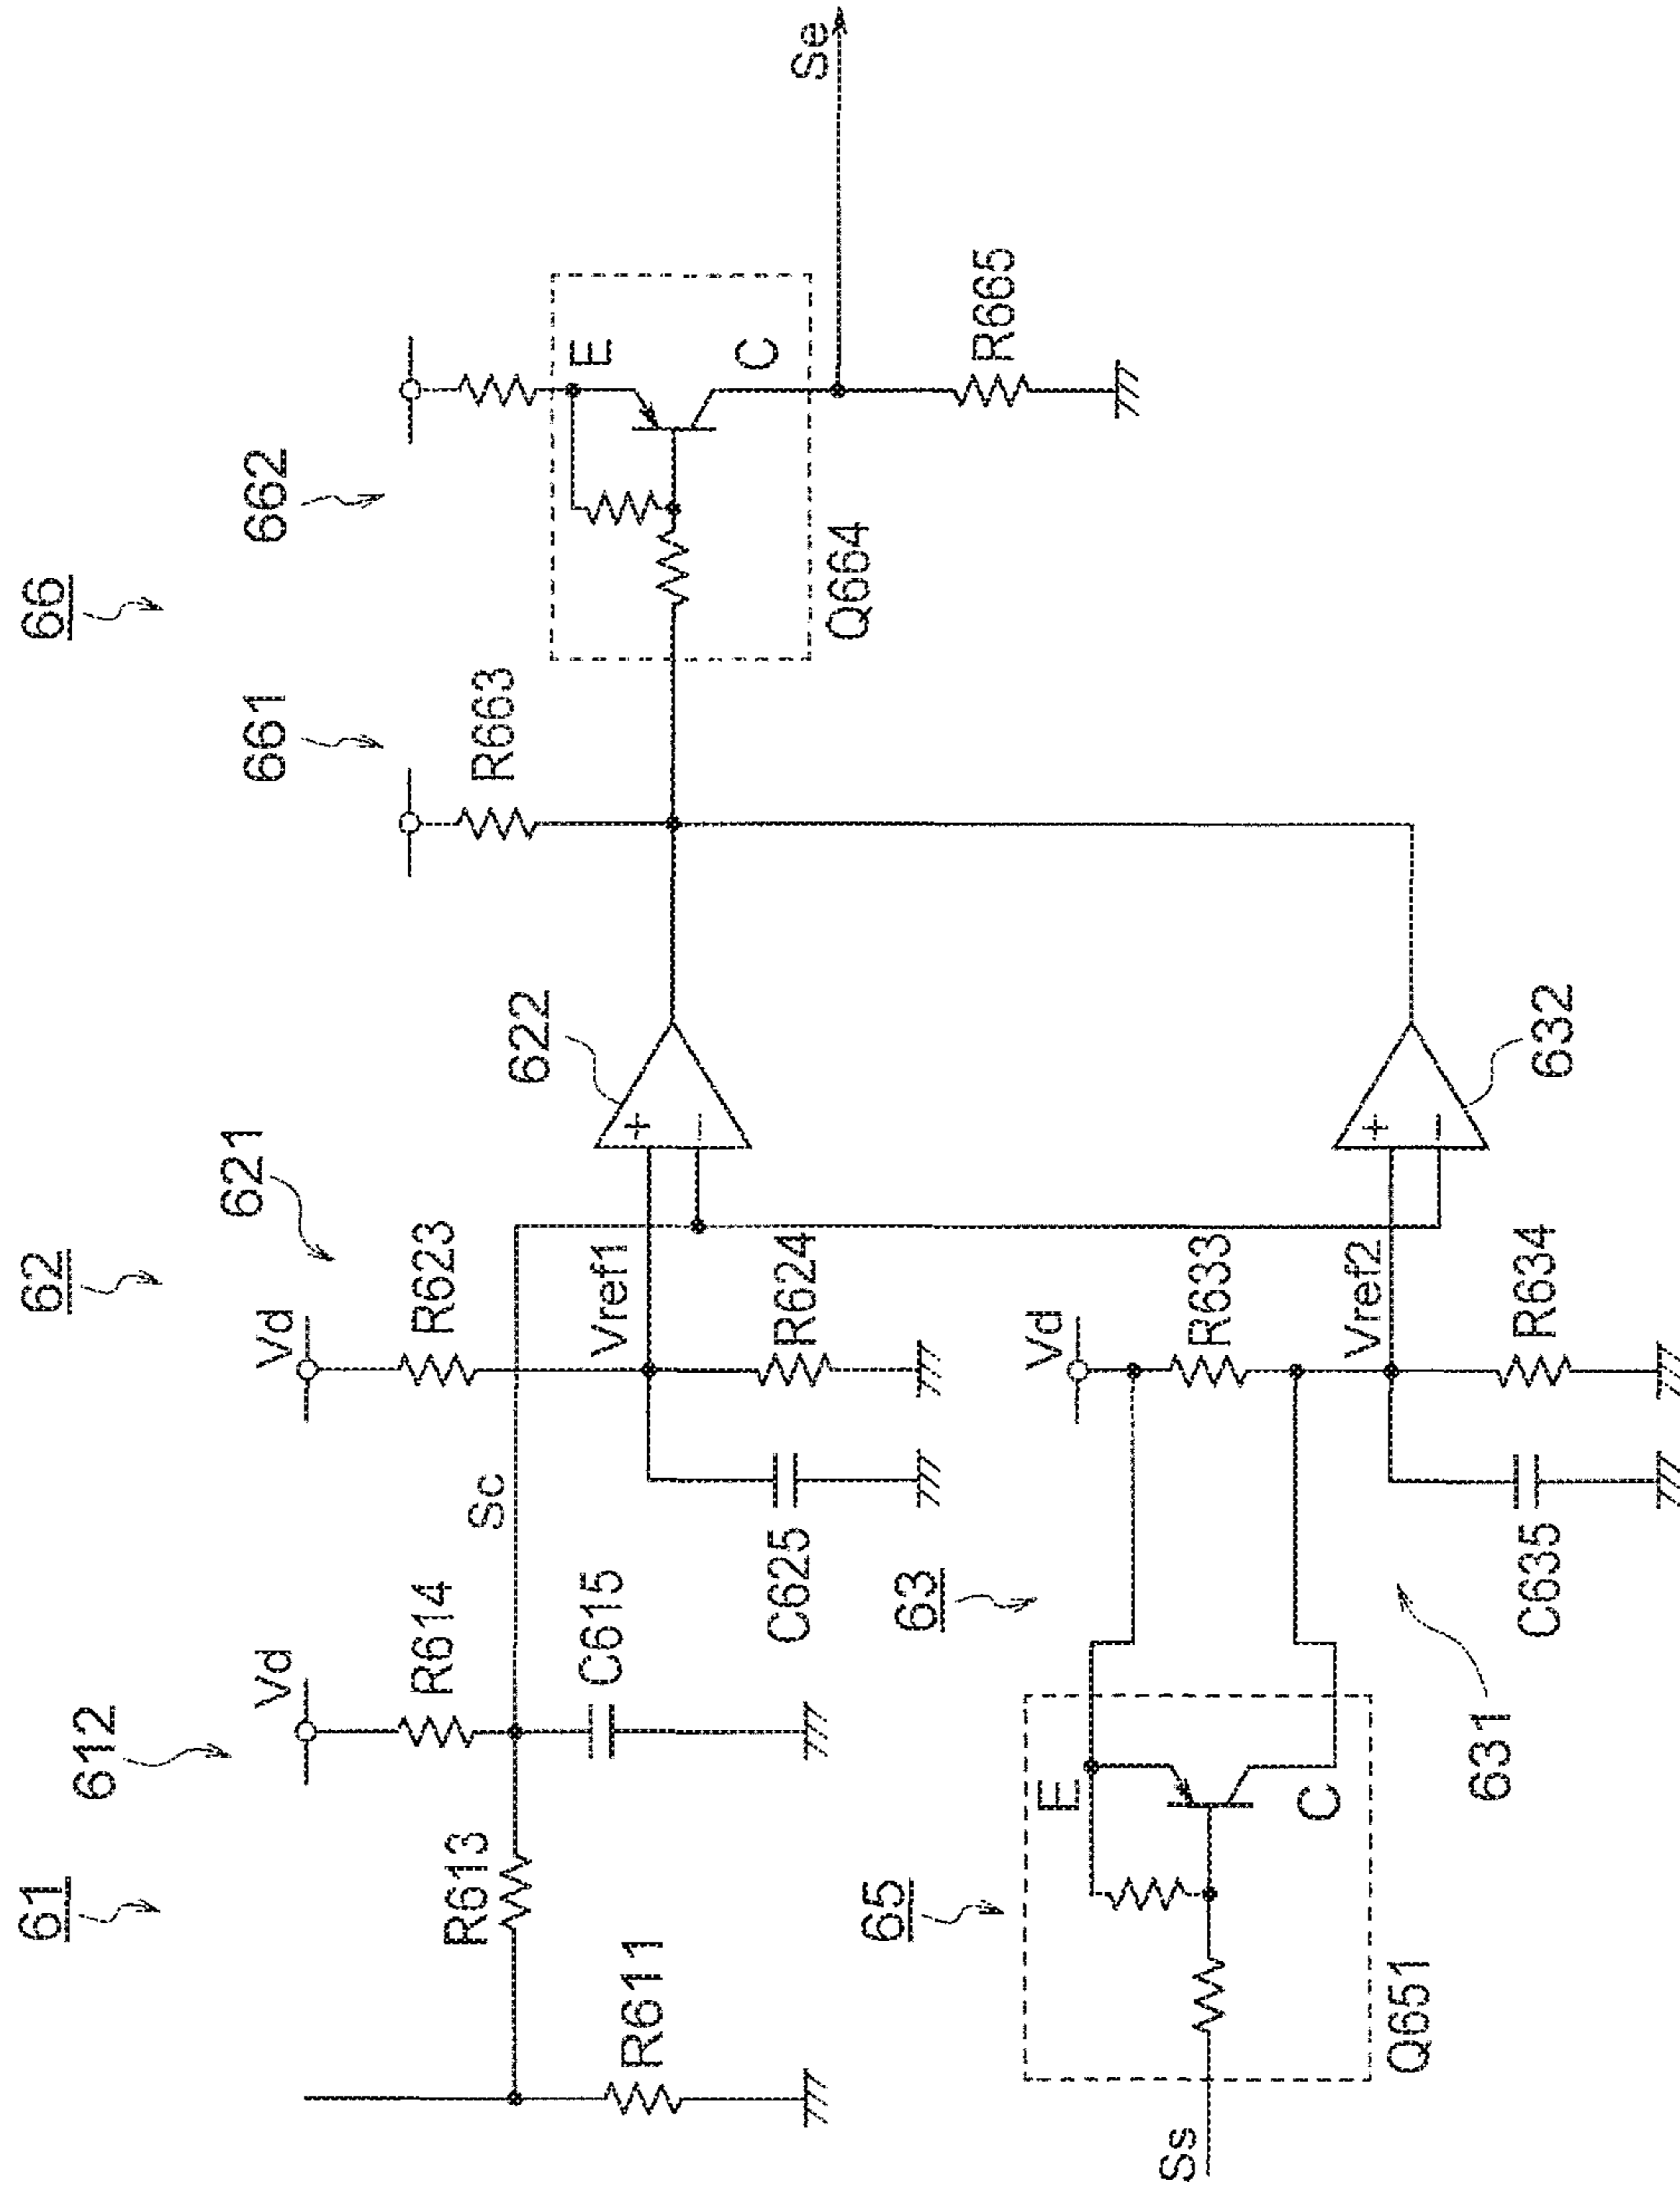 66
662
661
Se
E
C
R663
R665
Q664
62
621
622
Vd
R623
Vref1
R624
C625
632
61
612
Vd
R614
Sc
C615
R613
R611
63
Vd
R633
Vref2
R634
C635
631
65
E
C
Q651
Ss
+
−
+
−